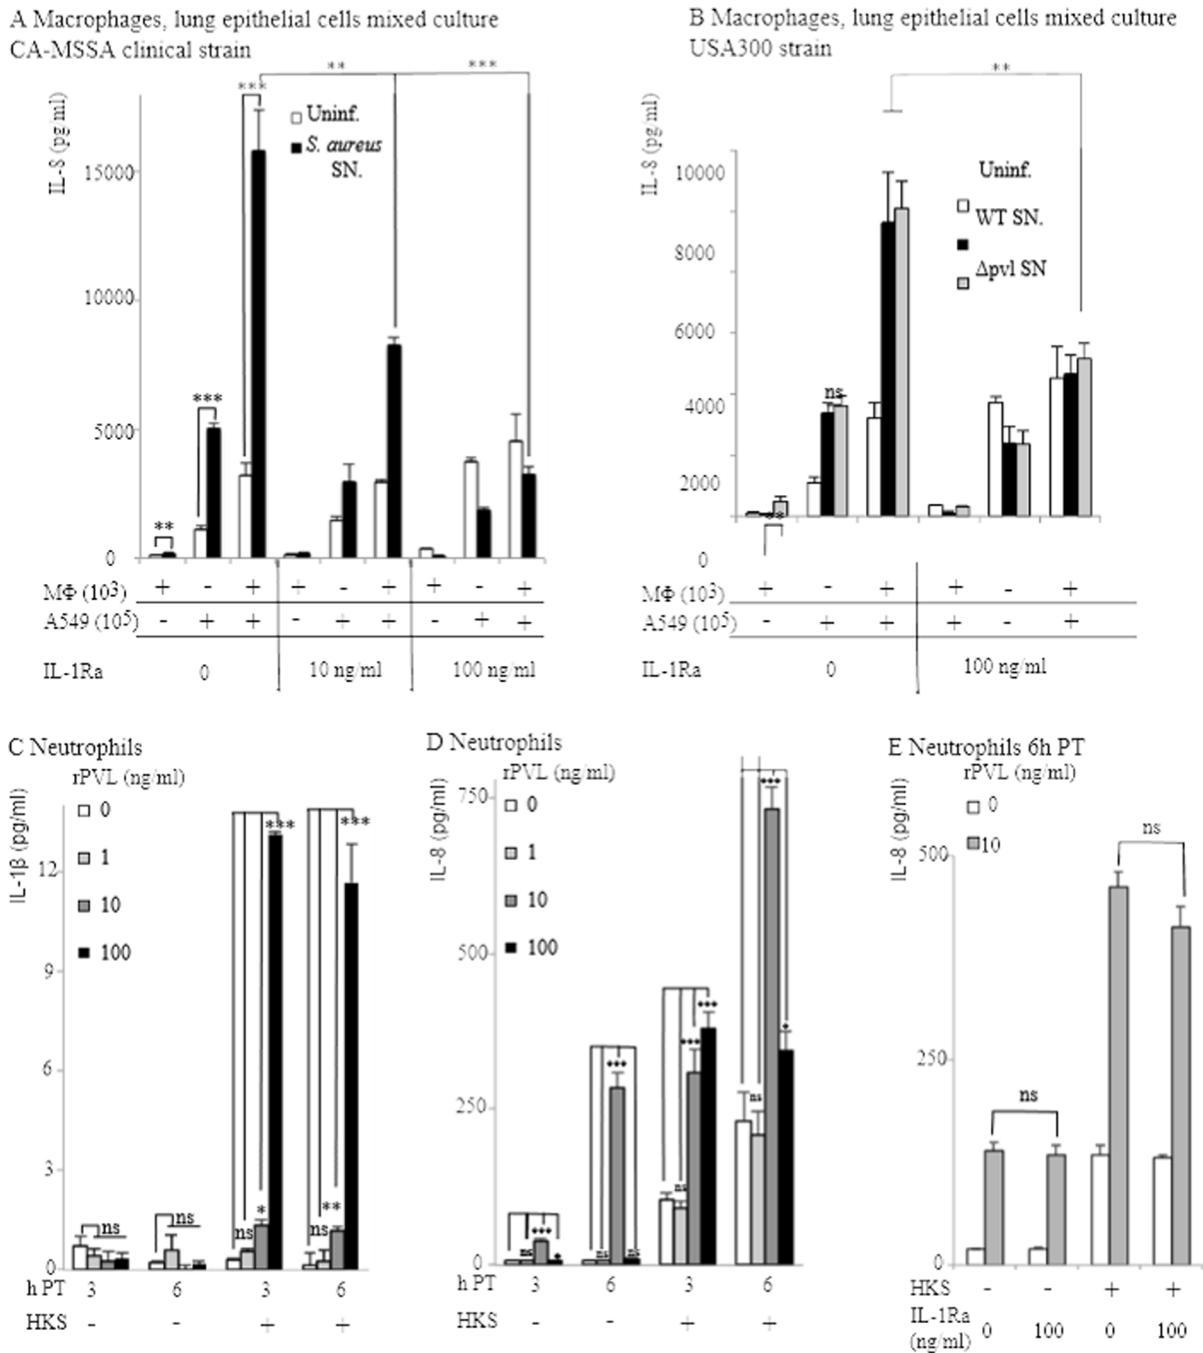 A Macrophages, lung epithelial cells mixed culture
CA-MSSA clinical strain
** ***
***
IL-8 (pg/ml)
Uninf.
S. aureus
SN.
15000
10000
5000
0
***
**
MΦ (10³) + - + + - + + - +
A549 (10⁵) - + + - + + - + +
IL-1Ra 0 10 ng/ml 100 ng/ml
B Macrophages, lung epithelial cells mixed culture
USA300 strain
**
IL-8 (pg/ml)
Uninf.
WT SN.
Δpvl SN
10000
8000
6000
4000
2000
0
ns
**
MΦ (10³) + - + + - +
A549 (10⁵) - + + + - +
IL-1Ra 0 100 ng/ml
C Neutrophils
rPVL (ng/ml)
IL-1β (pg/ml)
0
1
10
100
12
9
6
3
0
ns ns ns * *** ns ** ***
h PT 3 6 3 6
HKS - - + +
D Neutrophils
rPVL (ng/ml)
IL-8 (pg/ml)
0
1
10
100
750
500
250
0
ns ns ns ns ns
h PT 3 6 3 6
HKS - - + +
E Neutrophils 6h PT
rPVL (ng/ml)
IL-8 (pg/ml)
0
10
500
250
0
ns
ns
HKS - - + +
IL-1Ra
(ng/ml) 0 100 0 100